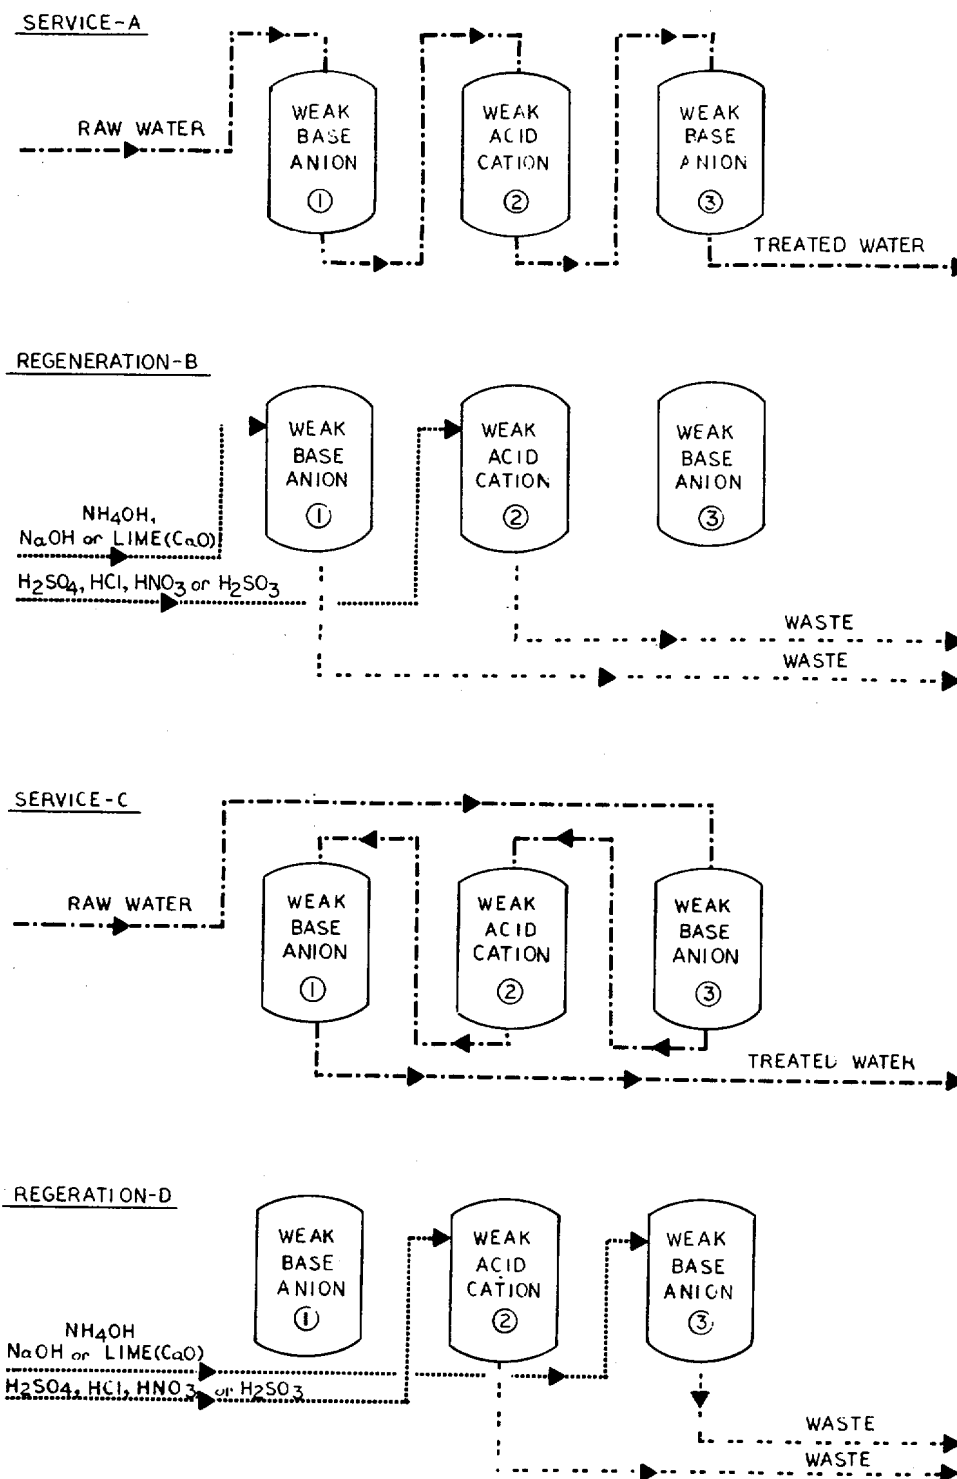 SERVICE-A
RAW WATER
WEAK
BASE
ANION
1
WEAK
ACID
CATION
2
WEAK
BASE
ANION
3
TREATED WATER
REGENERATION-B
WEAK
BASE
ANION
1
WEAK
ACID
CATION
2
WEAK
BASE
ANION
3
NH4OH,
NaOH or LIME(CaO)
H2SO4, HCl, HNO3 or H2SO3
WASTE
WASTE
SERVICE-C
RAW WATER
WEAK
BASE
ANION
1
WEAK
ACID
CATION
2
WEAK
BASE
ANION
3
TREATED WATER
REGERATION-D
WEAK
BASE
ANION
1
WEAK
ACID
CATION
2
WEAK
BASE
ANION
3
NH4OH
NaOH or LIME(CaO)
H2SO4, HCl, HNO3, or H2SO3
WASTE
WASTE